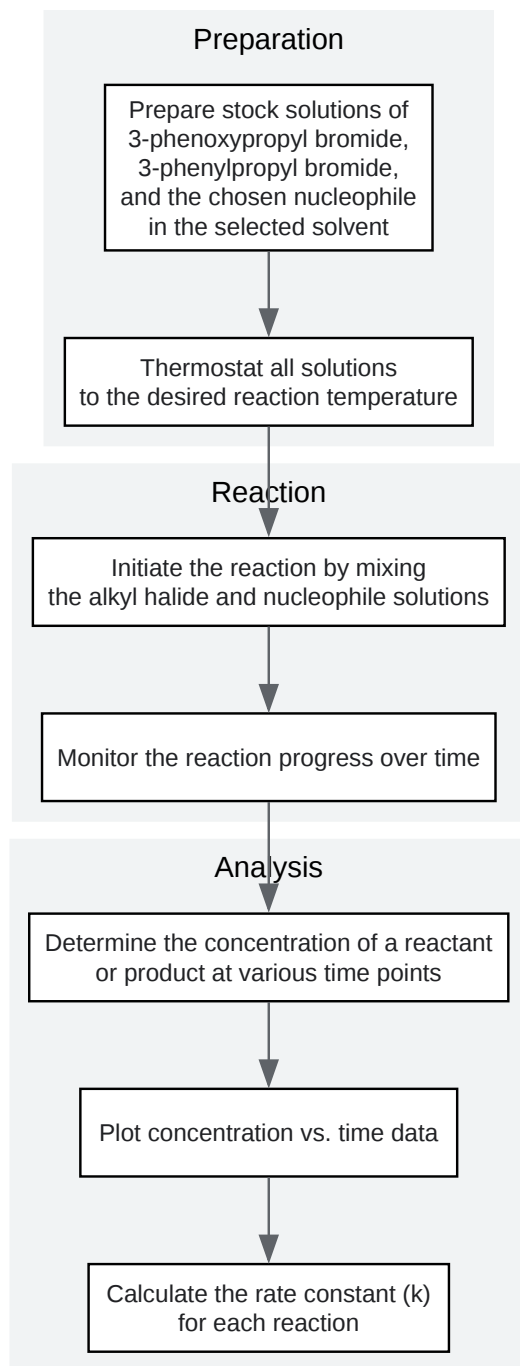 Preparation
Prepare stock solutions of
3-phenoxypropyl bromide,
3-phenylpropyl bromide,
and the chosen nucleophile
in the selected solvent
Thermostat all solutions
to the desired reaction temperature
Reaction
Initiate the reaction by mixing
the alkyl halide and nucleophile solutions
Monitor the reaction progress over time
Analysis
Determine the concentration of a reactant
or product at various time points
Plot concentration vs. time data
Calculate the rate constant (k)
for each reaction